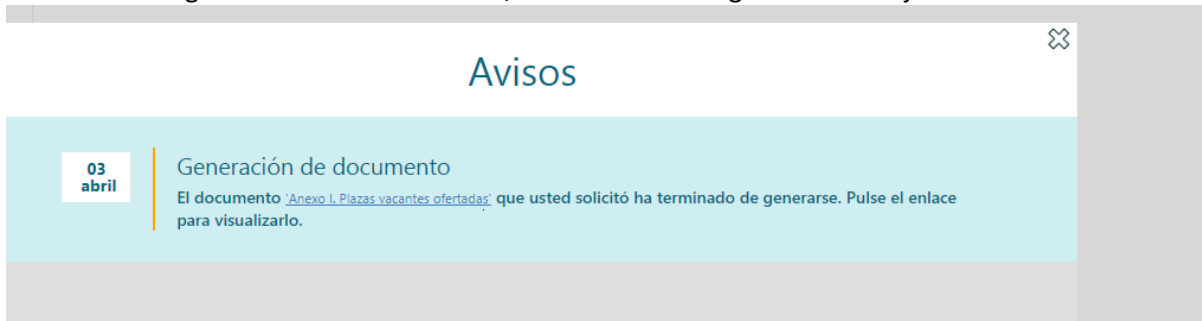 Avisos
03
abril
Generación de documento
El documento 'Anexo I. Plazas vacantes ofertadas' que usted solicitó ha terminado de generarse. Pulse el enlace
para visualizarlo.